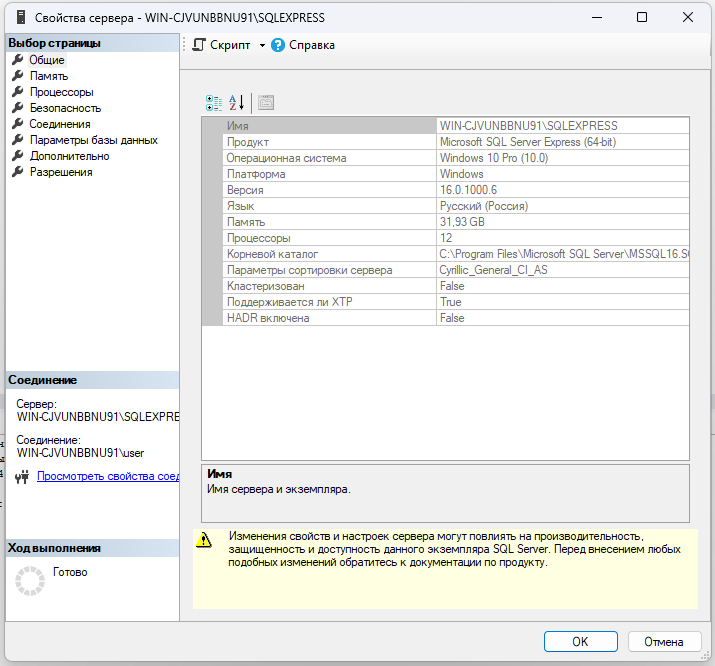 Свойства сервера - WIN-CJVUNBBNU91\SQLEXPRESS
Выбор страницы
Общие
Память
Процессоры
Безопасность
Соединения
Параметры базы данных
Дополнительно
Разрешения
Соединение
Сервер:
WIN-CJVUNBBNU91\SQLEXPRE
Соединение:
WIN-CJVUNBBNU91\user
Просмотреть свойства соед
Ход выполнения
Готово
Скрипт
Справка
Имя WIN-CJVUNBBNU91\SQLEXPRESS
Продукт Microsoft SQL Server Express (64-bit)
Операционная система Windows 10 Pro (10.0)
Платформа Windows
Версия 16.0.1000.6
Язык Русский (Россия)
Память 31,93 GB
Процессоры 12
Корневой каталог C:\Program Files\Microsoft SQL Server\MSSQL16.SQ
Параметры сортировки сервера Cyrillic_General_CI_AS
Кластеризован False
Поддерживается ли XTP True
HADR включена False
Имя
Имя сервера и экземпляра.
Изменения свойств и настроек сервера могут повлиять на производительность,
защищенность и доступность данного экземпляра SQL Server. Перед внесением любых
подобных изменений обратитесь к документации по продукту.
OK
Отмена